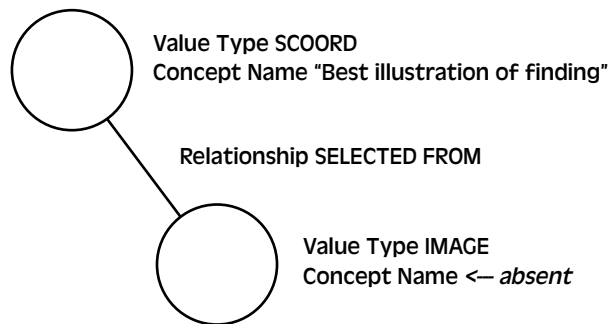 Value Type SCOORD
Concept Name “Best illustration of finding”
Relationship SELECTED FROM
Value Type IMAGE
Concept Name <-- absent